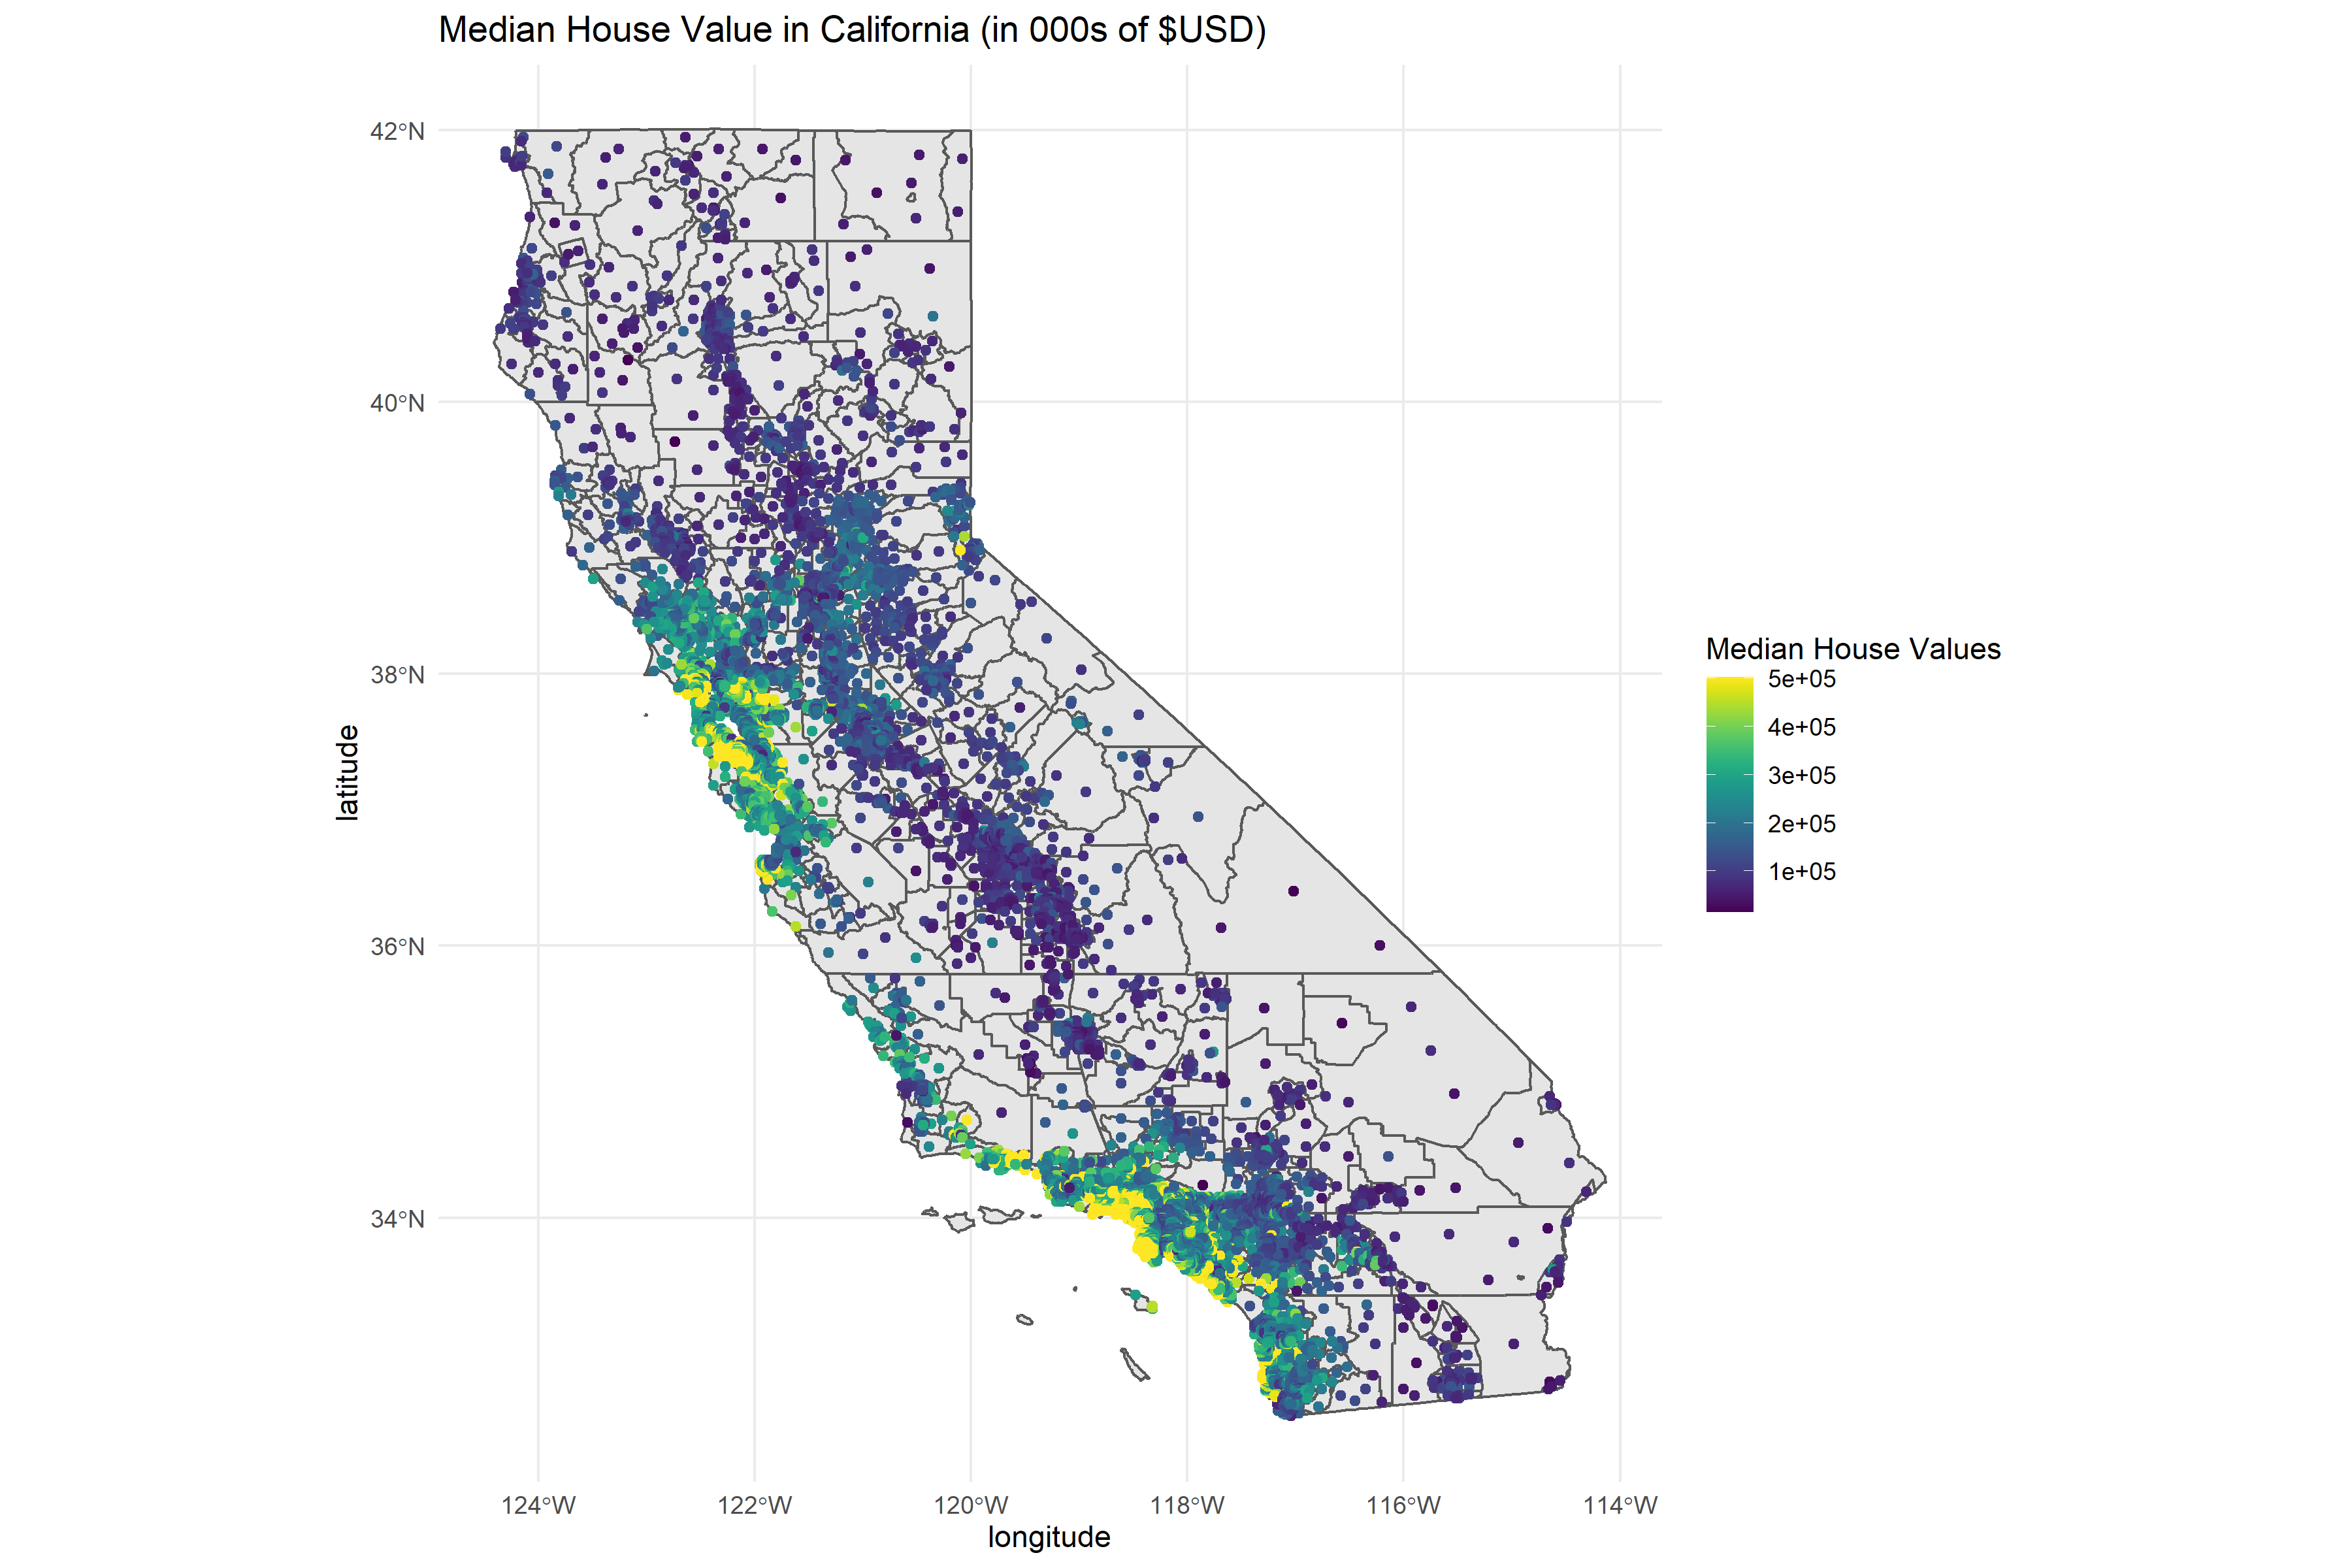 Median House Value in California (in 000s of $USD)
42°N
40°N
38°N
36°N
34°N
latitude
124°W 122°W 120°W 118°W 116°W 114°W
longitude
Median House Values
5e+05
4e+05
3e+05
2e+05
1e+05